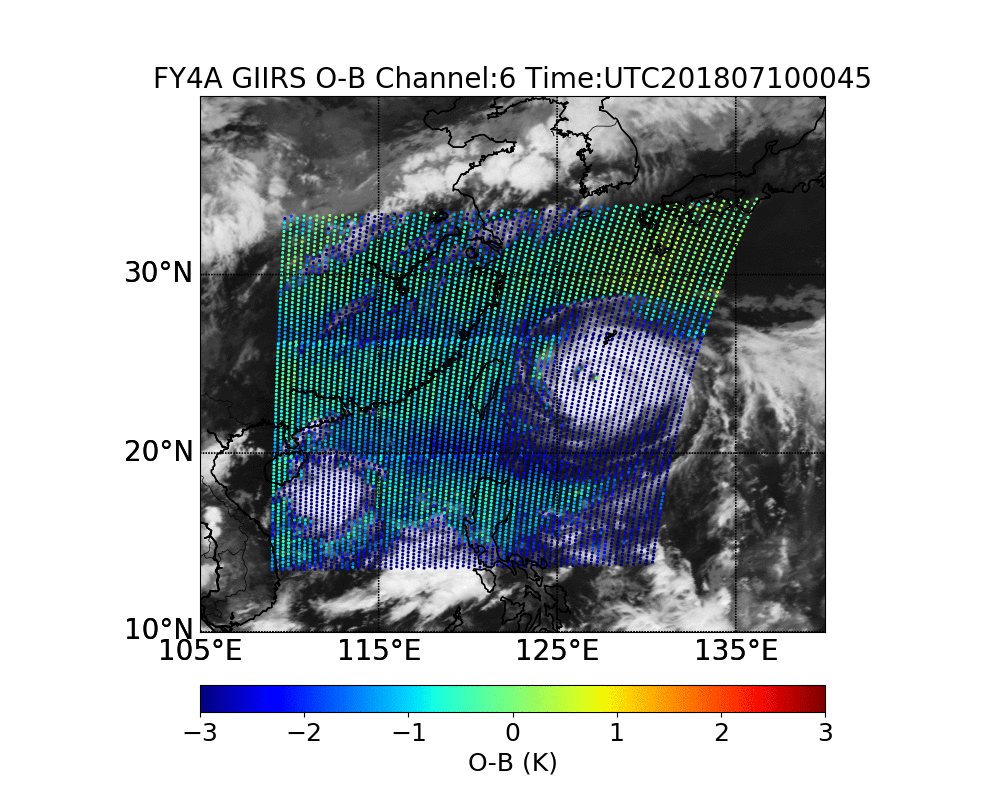 FY4A GIIRS O-B Channel:6 Time:UTC201807100045
30°N
20°N
10°N
105°E 115°E 125°E 135°E
−3 −2 −1 0 1 2 3
O-B (K)